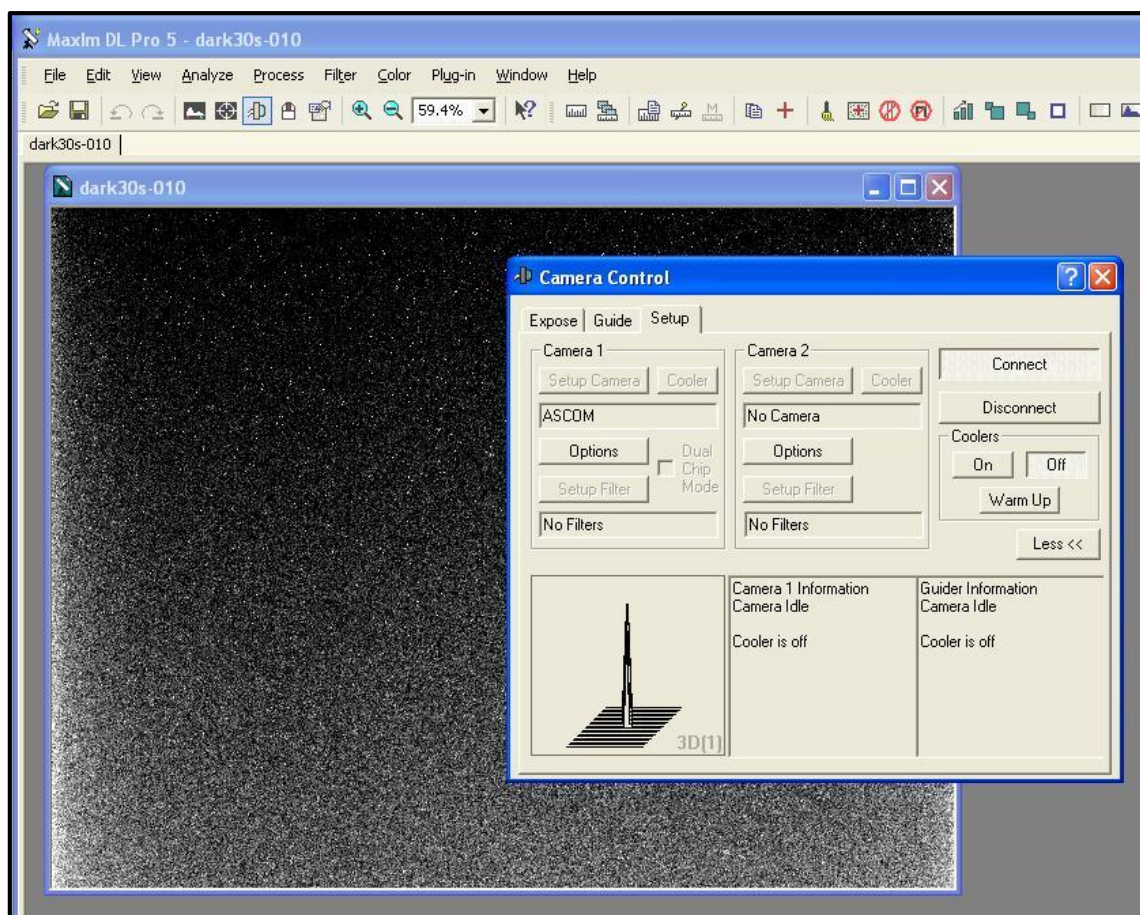 MaxIm DL Pro 5 - dark30s-010
File Edit View Analyze Process Filter Color Plug-in Window Help
59.4%
dark30s-010
dark30s-010
Camera Control
Expose Guide Setup
Camera 1
Setup Camera Cooler
ASCOM
Options
Dual
Chip
Mode
Setup Filter
No Filters
Camera 2
Setup Camera Cooler
No Camera
Options
Setup Filter
No Filters
Connect
Disconnect
Coolers
On Off
Warm Up
Less <<
3D(1)
Camera 1 Information
Camera Idle
Cooler is off
Guider Information
Camera Idle
Cooler is off